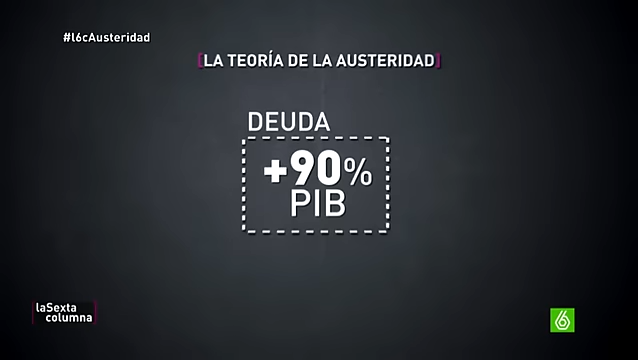 #l6cAusteridad
[LA TEORÍA DE LA AUSTERIDAD]
DEUDA
+90%
PIB
laSexta
columna
6